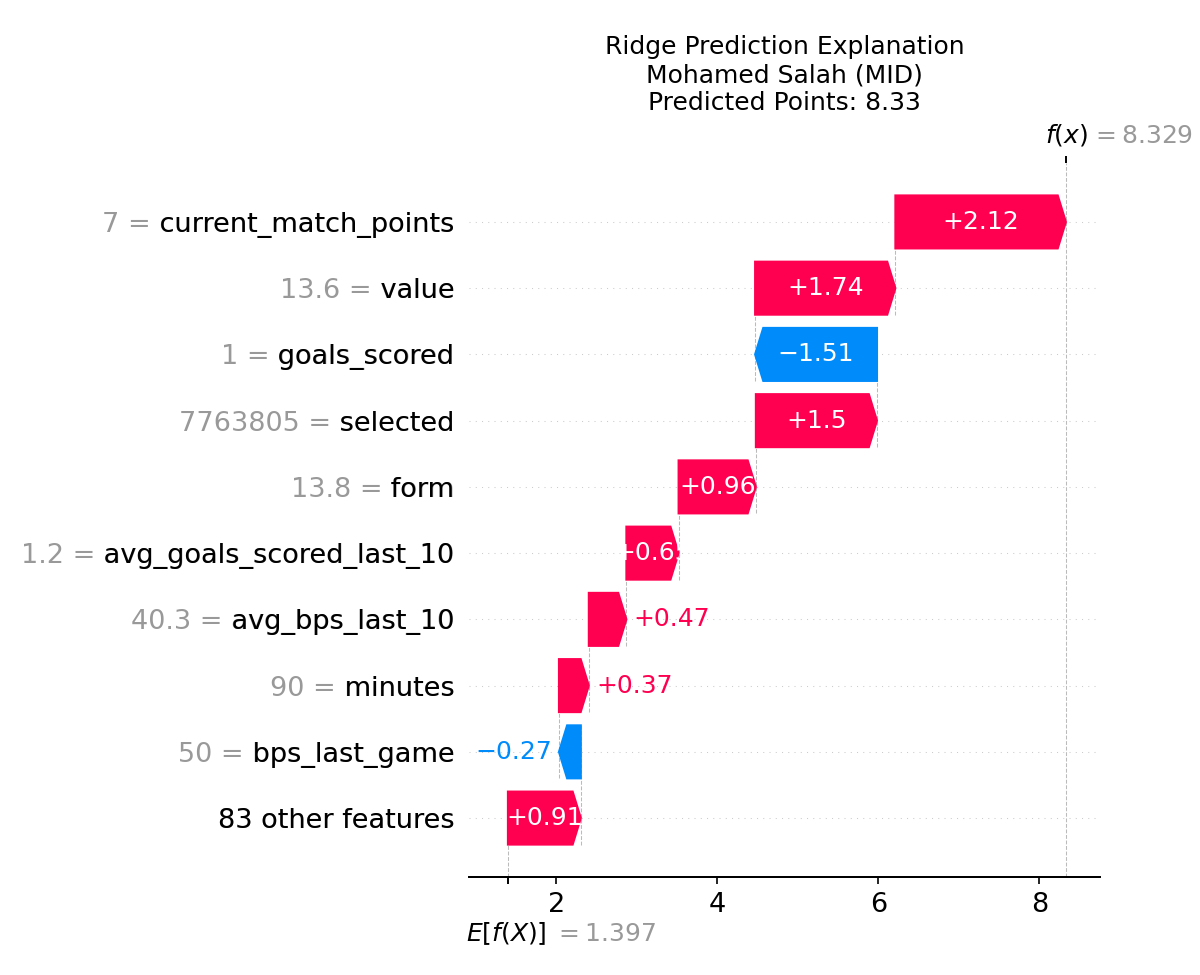 Ridge Prediction Explanation
Mohamed Salah (MID)
Predicted Points: 8.33
f(x) = 8.329
7 = current_match_points
+2.12
13.6 = value
+1.74
1 = goals_scored
−1.51
7763805 = selected
+1.5
13.8 = form
+0.96
1.2 = avg_goals_scored_last_10
40.3 = avg_bps_last_10
+0.47
90 = minutes
+0.37
50 = bps_last_game
−0.27
83 other features
+0.91
2 4 6 8
E[f(X)] = 1.397